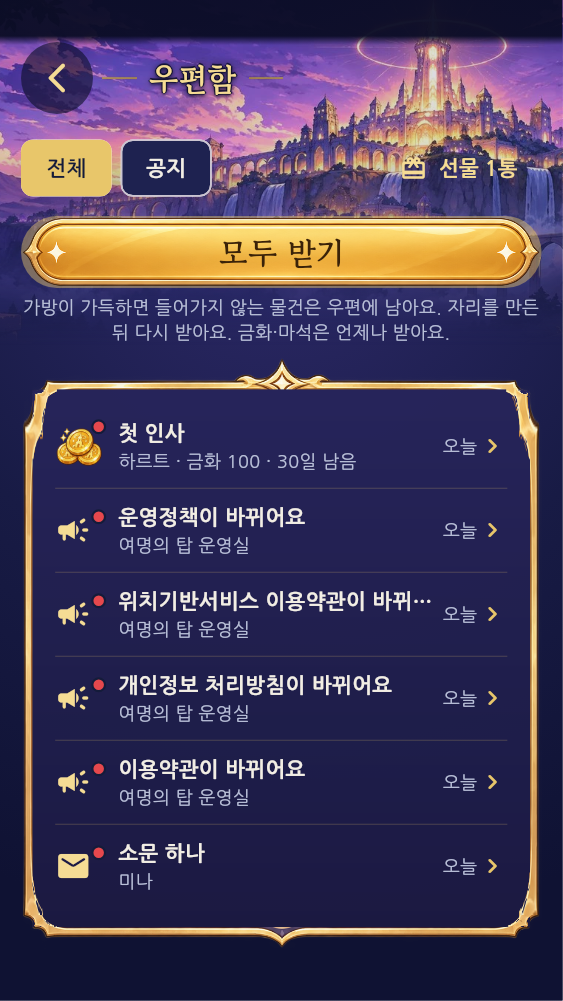 우편함
전체
공지
선물 1통
모두 받기
가방이 가득하면 들어가지 않는 물건은 우편에 남아요. 자리를 만든
뒤 다시 받아요. 금화·마석은 언제나 받아요.
첫 인사
오늘
하르트 · 금화 100 · 30일 남음
운영정책이 바뀌어요
오늘
여명의 탑 운영실
위치기반서비스 이용약관이 바뀌…
오늘
여명의 탑 운영실
개인정보 처리방침이 바뀌어요
오늘
여명의 탑 운영실
이용약관이 바뀌어요
오늘
여명의 탑 운영실
소문 하나
오늘
미나